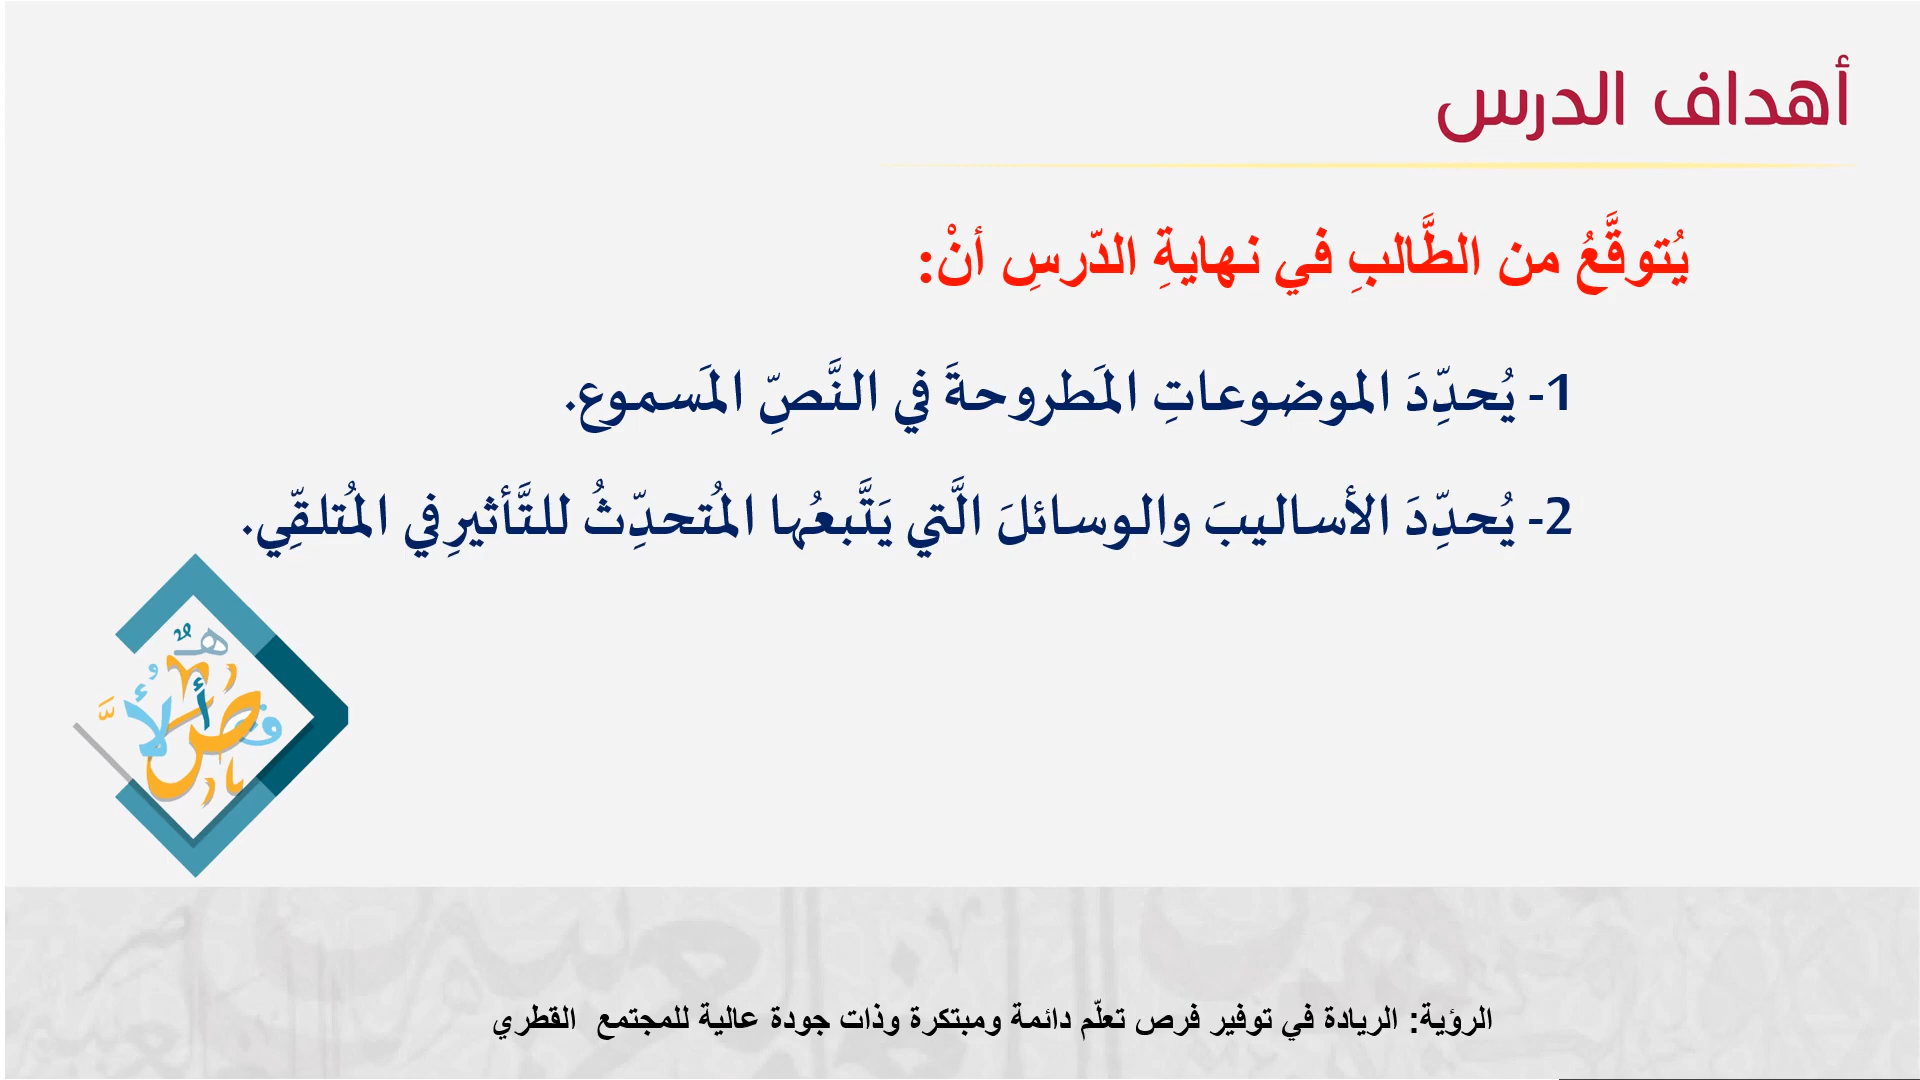 أهداف الدرس
يُتوقَّعُ من الطَّالبِ في نهايةِ الدّرسِ أنْ:
1- يُحدِّدَ الموضوعاتِ المَطروحةَ في النَّصِّ المَسموع.
2- يُحدِّدَ الأساليبَ والوسائلَ الَّتي يَتَّبعُها المُتحدِّثُ للتَّأثيرِ في المُتلقِّي.
الرؤية: الريادة في توفير فرص تعلّم دائمة ومبتكرة وذات جودة عالية للمجتمع القطري